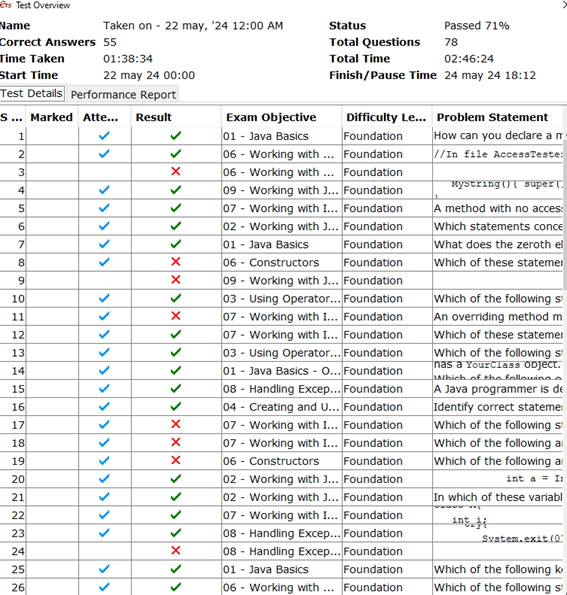 ETS Test Overview
Name Taken on - 22 may, '24 12:00 AM Status Passed 71%
Correct Answers 55 Total Questions 78
Time Taken 01:38:34 Total Time 02:46:24
Start Time 22 may 24 00:00 Finish/Pause Time 24 may 24 18:12
Test Details Performance Report
S ... Marked Atte... Result Exam Objective Difficulty Le... Problem Statement
1 01 - Java Basics Foundation How can you declare a m
2 06 - Working with ... Foundation //In file AccessTester
3 06 - Working with ... Foundation
4 09 - Working with J... Foundation MyString(){ super()
5 07 - Working with I... Foundation A method with no access
6 02 - Working with J... Foundation Which statements conce
7 01 - Java Basics Foundation What does the zeroth el
8 06 - Constructors Foundation Which of these statemen
9 09 - Working with J... Foundation
10 03 - Using Operator... Foundation Which of the following st
11 07 - Working with I... Foundation An overriding method m
12 07 - Working with I... Foundation Which of these statemen
13 03 - Using Operator... Foundation Which of the following st
14 01 - Java Basics - O... Foundation has a YourClass object.
Which of the following o
15 08 - Handling Excep... Foundation A Java programmer is de
16 04 - Creating and U... Foundation Identify correct stateme
17 07 - Working with I... Foundation Which of the following st
18 07 - Working with I... Foundation Which of the following ar
19 06 - Constructors Foundation Which of the following ar
20 02 - Working with J... Foundation int a = In
21 02 - Working with J... Foundation In which of these variabl
22 07 - Working with I... Foundation int i;
23 08 - Handling Excep... Foundation System.exit(0)
24 08 - Handling Excep... Foundation
25 01 - Java Basics Foundation Which of the following k
26 06 - Working with ... Foundation Which of the following st